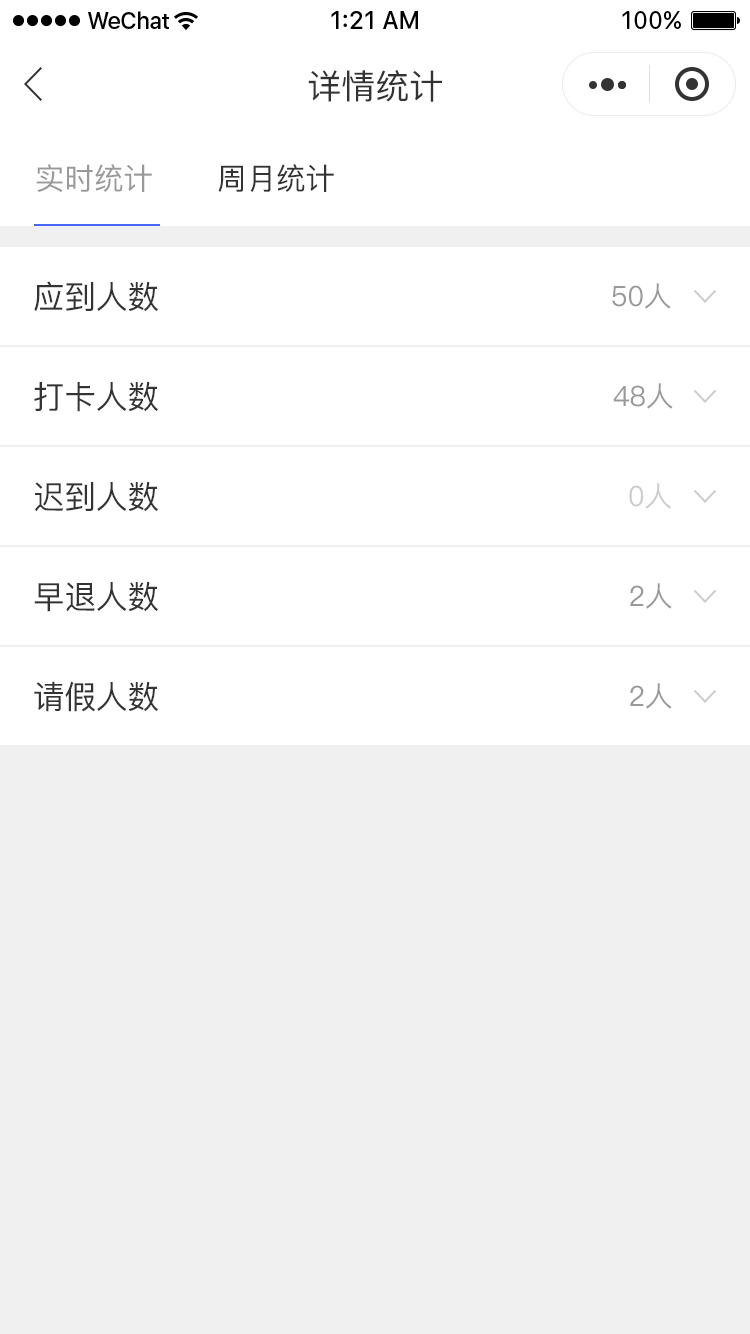 WeChat 1:21 AM 100%
详情统计
实时统计 周月统计
应到人数 50人
打卡人数 48人
迟到人数 0人
早退人数 2人
请假人数 2人